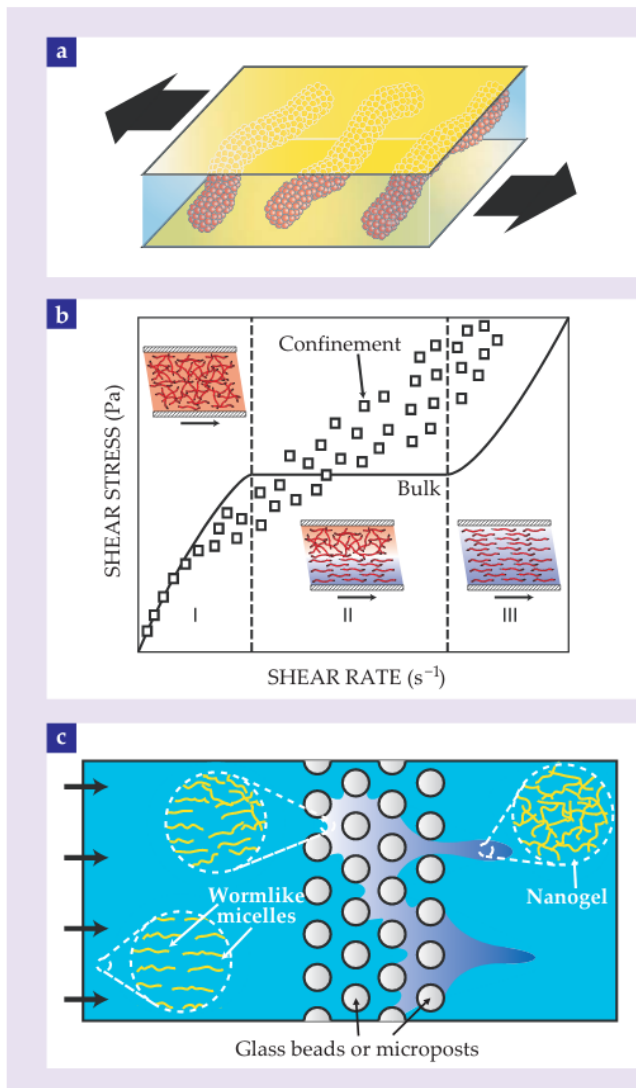 a
b
Confinement
Bulk
I
II
III
SHEAR STRESS (Pa)
SHEAR RATE (s⁻¹)
c
Wormlike
micelles
Nanogel
Glass beads or microposts